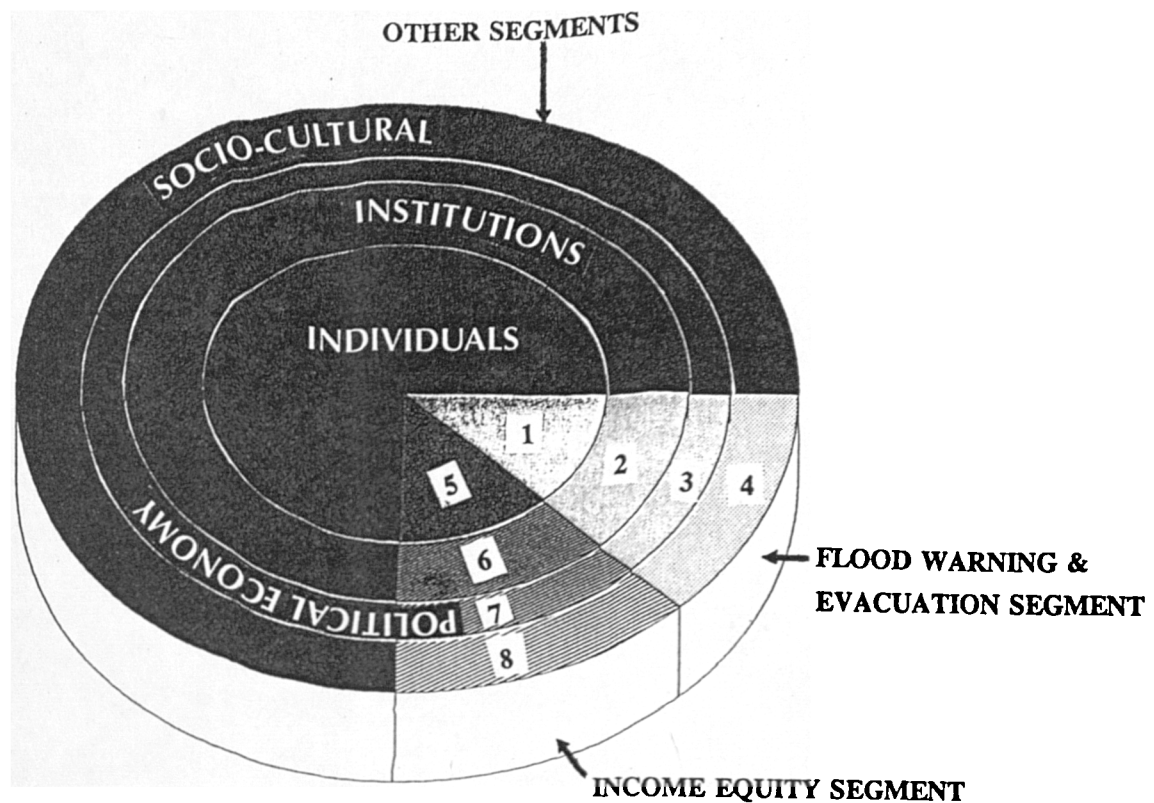 OTHER SEGMENTS
SOCIO-CULTURAL
INSTITUTIONS
INDIVIDUALS
1
2
3
4
5
6
7
8
POLITICAL ECONOMY
FLOOD WARNING &
EVACUATION SEGMENT
INCOME EQUITY SEGMENT